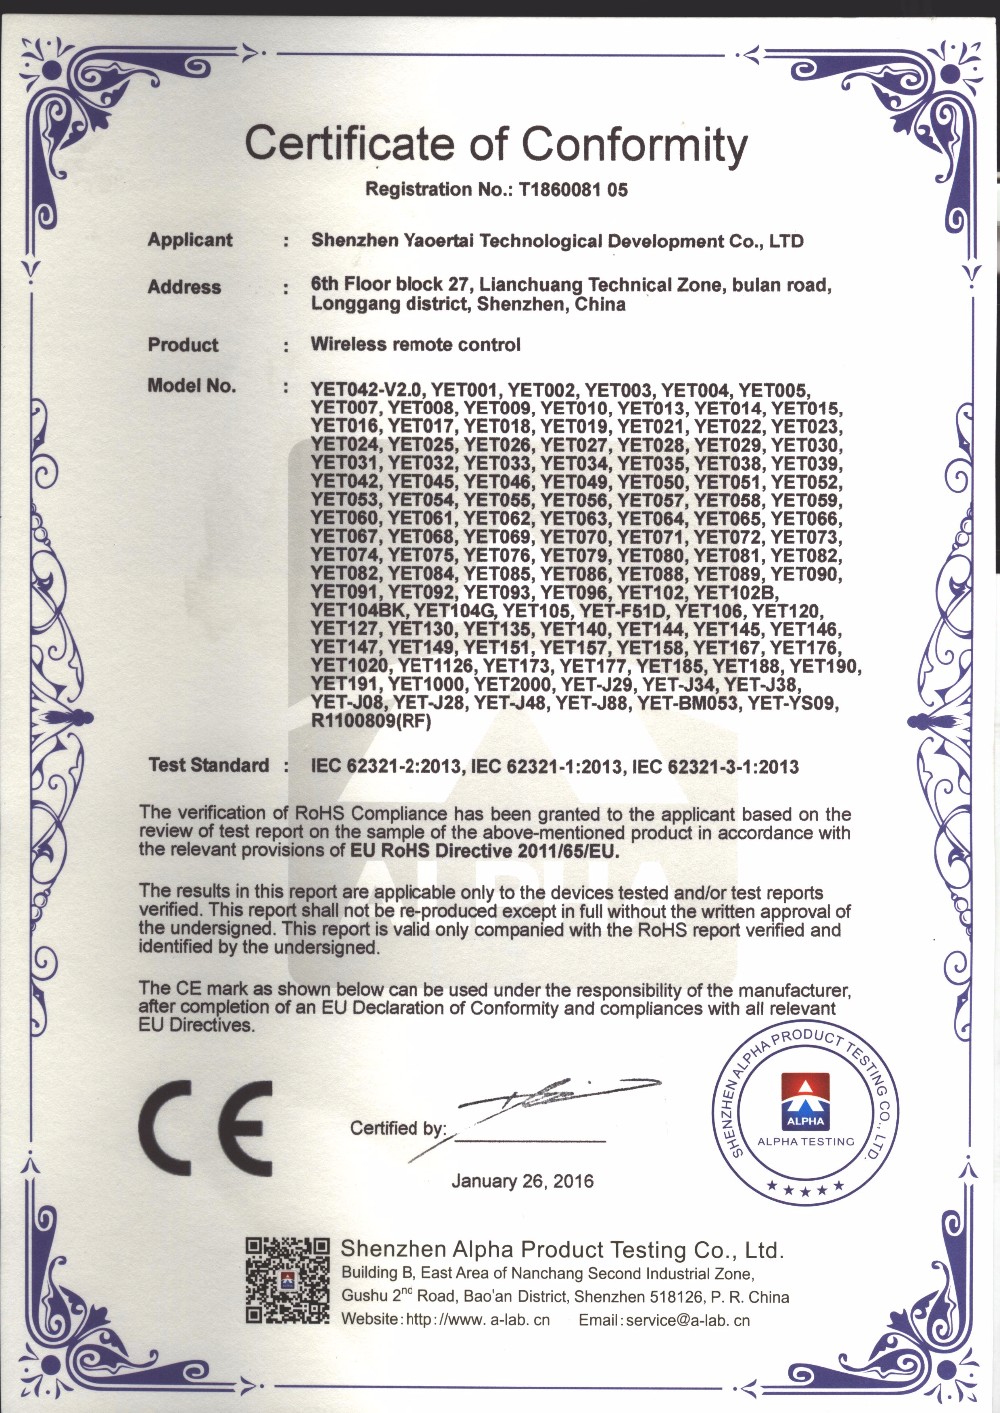 Certificate of Conformity
Registration No.: T1860081 05
Applicant : Shenzhen Yaoertai Technological Development Co., LTD
Address : 6th Floor block 27, Lianchuang Technical Zone, bulan road,
Longgang district, Shenzhen, China
Product : Wireless remote control
Model No. : YET042-V2.0, YET001, YET002, YET003, YET004, YET005,
YET007, YET008, YET009, YET010, YET013, YET014, YET015,
YET016, YET017, YET018, YET019, YET021, YET022, YET023,
YET024, YET025, YET026, YET027, YET028, YET029, YET030,
YET031, YET032, YET033, YET034, YET035, YET038, YET039,
YET042, YET045, YET046, YET049, YET050, YET051, YET052,
YET053, YET054, YET055, YET056, YET057, YET058, YET059,
YET060, YET061, YET062, YET063, YET064, YET065, YET066,
YET067, YET068, YET069, YET070, YET071, YET072, YET073,
YET074, YET075, YET076, YET079, YET080, YET081, YET082,
YET082, YET084, YET085, YET086, YET088, YET089, YET090,
YET091, YET092, YET093, YET096, YET102, YET102B,
YET104BK, YET104G, YET105, YET-F51D, YET106, YET120,
YET127, YET130, YET135, YET140, YET144, YET145, YET146,
YET147, YET149, YET151, YET157, YET158, YET167, YET176,
YET1020, YET1126, YET173, YET177, YET185, YET188, YET190,
YET191, YET1000, YET2000, YET-J29, YET-J34, YET-J38,
YET-J08, YET-J28, YET-J48, YET-J88, YET-BM053, YET-YS09,
R1100809(RF)
Test Standard : IEC 62321-2:2013, IEC 62321-1:2013, IEC 62321-3-1:2013
The verification of RoHS Compliance has been granted to the applicant based on the
review of test report on the sample of the above-mentioned product in accordance with
the relevant provisions of EU RoHS Directive 2011/65/EU.
The results in this report are applicable only to the devices tested and/or test reports
verified. This report shall not be re-produced except in full without the written approval of
the undersigned. This report is valid only companied with the RoHS report verified and
identified by the undersigned.
The CE mark as shown below can be used under the responsibility of the manufacturer,
after completion of an EU Declaration of Conformity and compliances with all relevant
EU Directives.
CE
Certified by:
January 26, 2016
SHENZHEN ALPHA PRODUCT TESTING CO., LTD.
ALPHA
ALPHA TESTING
Shenzhen Alpha Product Testing Co., Ltd.
Building B, East Area of Nanchang Second Industrial Zone,
Gushu 2nd Road, Bao'an District, Shenzhen 518126, P. R. China
Website:http://www. a-lab. cn Email:service@a-lab. cn
ALPHA